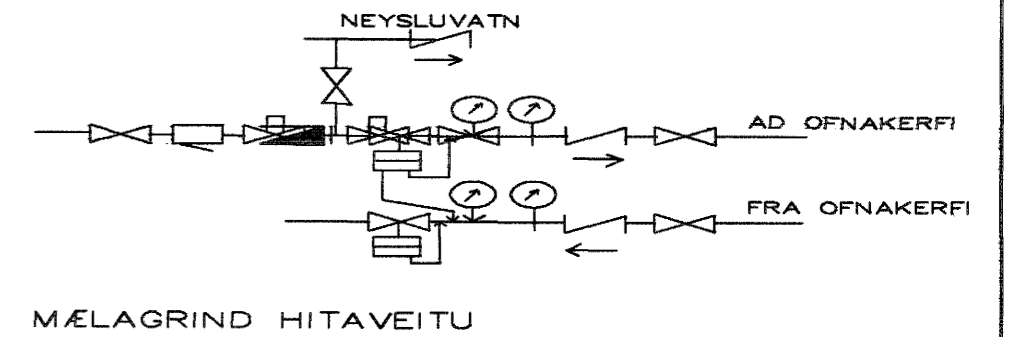 NEYSLUVATN
AD OFNAKERFI
FRA OFNAKERFI
MÆLAGRIND HITAVEITU